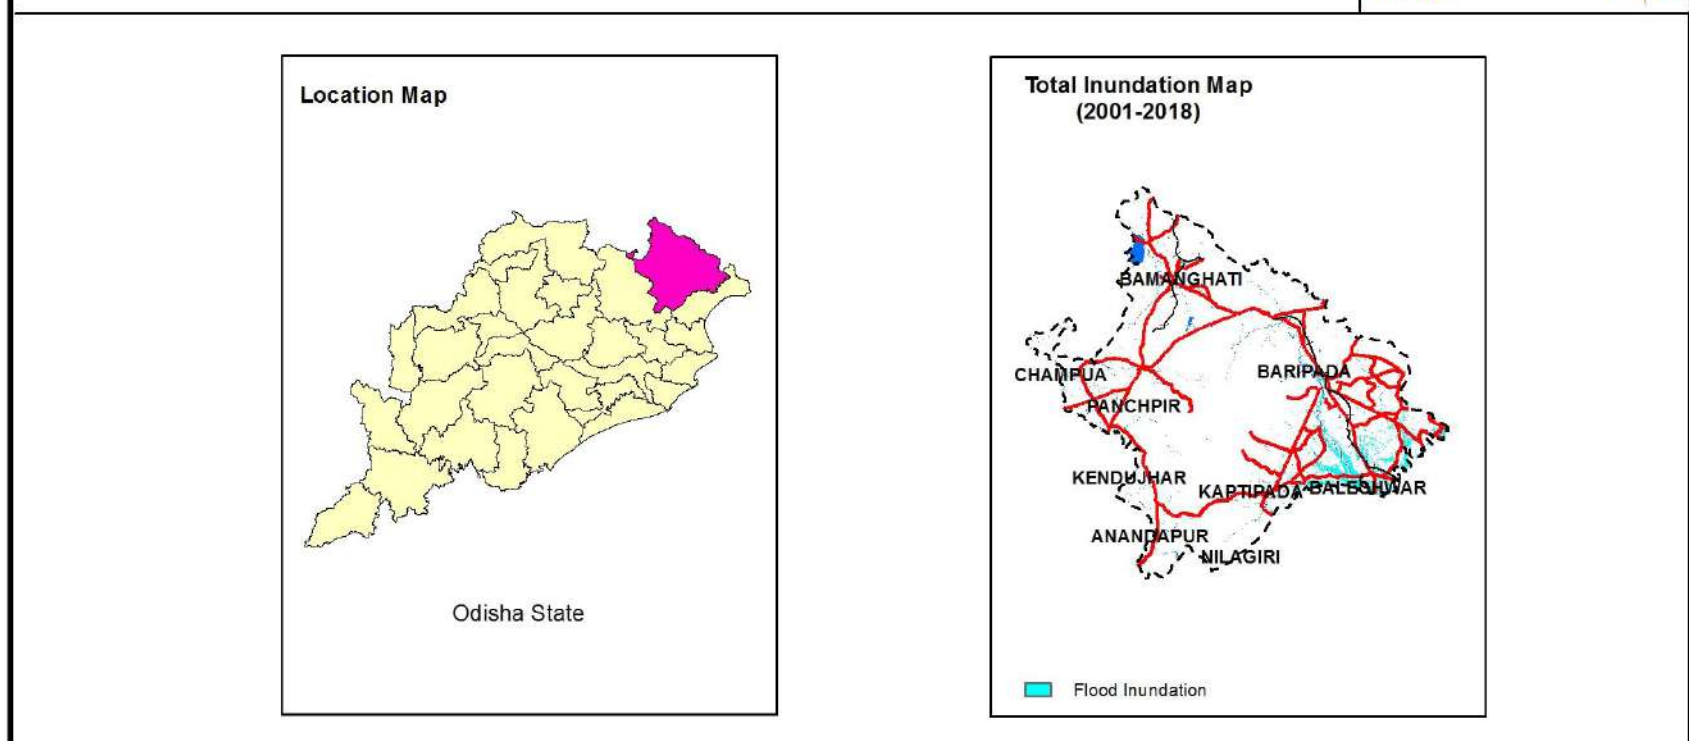 Location Map
Odisha State
Total Inundation Map
(2001-2018)
BAMANGHATI
CHAMPUA
BARIPADA
PANCHPIR
KENDUJHAR
KAPTIPADA
BALESHWAR
ANANDAPUR
NILAGIRI
Flood Inundation